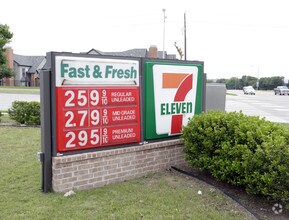 Fast & Fresh
2 59 9/10 REGULAR UNLEADED
2 79 9/10 MID-GRADE UNLEADED
2 95 9/10 PREMIUM UNLEADED
7 ELEVEN